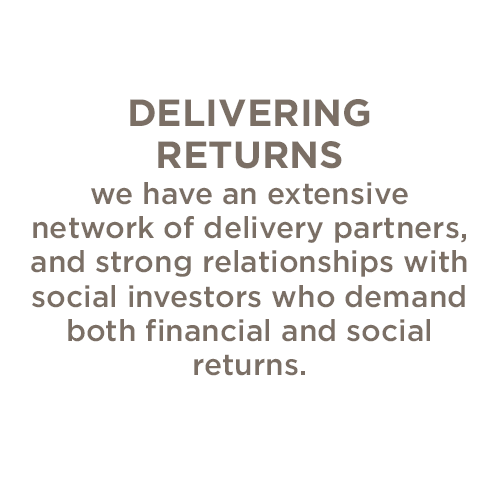 DELIVERING
RETURNS
we have an extensive
network of delivery partners,
and strong relationships with
social investors who demand
both financial and social
returns.